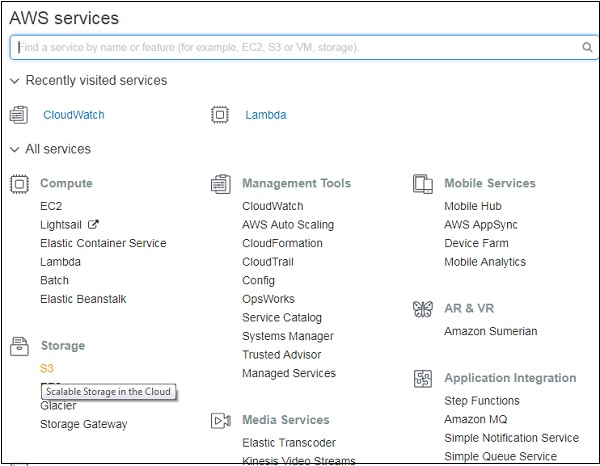 AWS services
Find a service by name or feature (for example, EC2, S3 or VM, storage).
Recently visited services
CloudWatch
Lambda
All services
Compute
EC2
Lightsail
Elastic Container Service
Lambda
Batch
Elastic Beanstalk
Storage
S3
Scalable Storage in the Cloud
Glacier
Storage Gateway
Management Tools
CloudWatch
AWS Auto Scaling
CloudFormation
CloudTrail
Config
OpsWorks
Service Catalog
Systems Manager
Trusted Advisor
Managed Services
Media Services
Elastic Transcoder
Kinesis Video Streams
Mobile Services
Mobile Hub
AWS AppSync
Device Farm
Mobile Analytics
AR & VR
Amazon Sumerian
Application Integration
Step Functions
Amazon MQ
Simple Notification Service
Simple Queue Service